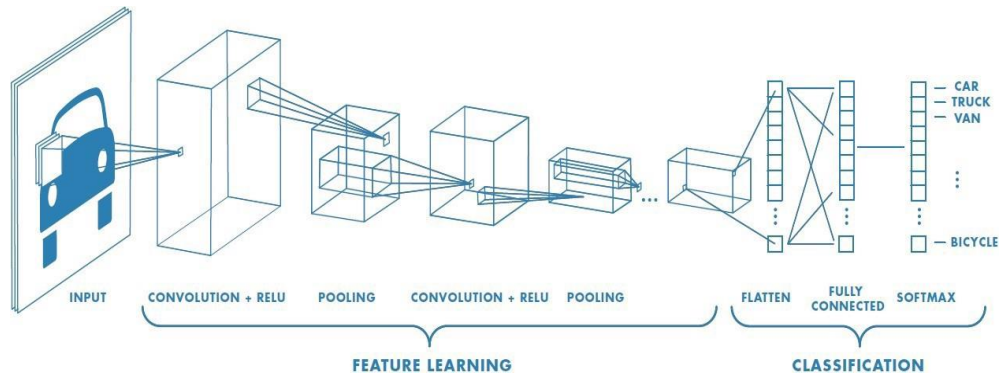 CAR
TRUCK
VAN
BICYCLE
INPUT
CONVOLUTION + RELU
POOLING
CONVOLUTION + RELU
POOLING
FLATTEN
FULLY
CONNECTED
SOFTMAX
FEATURE LEARNING
CLASSIFICATION